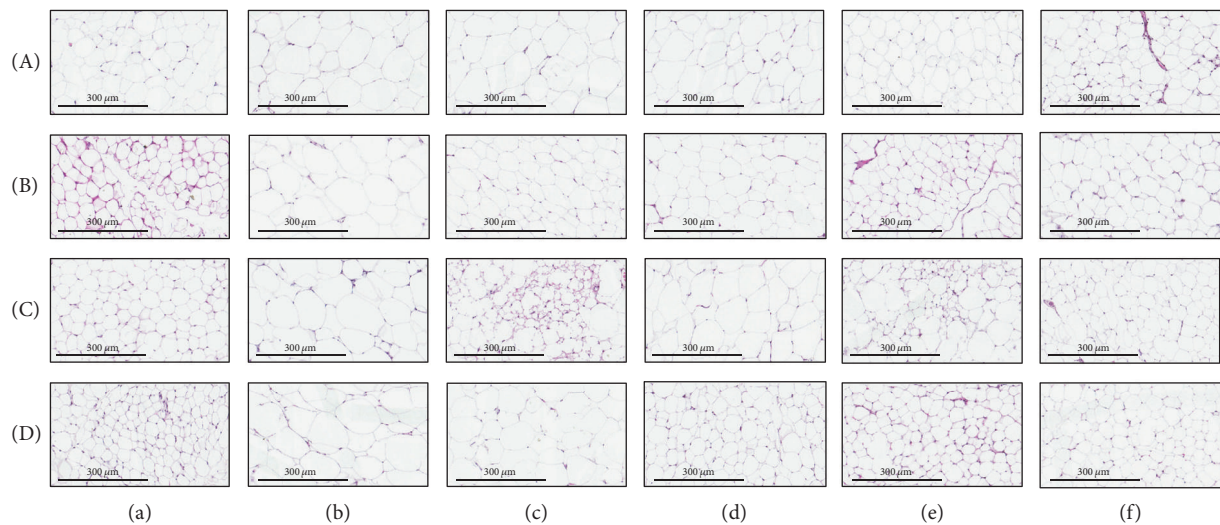 (A) 300 μm 300 μm 300 μm 300 μm 300 μm 300 μm
(B) 300 μm 300 μm 300 μm 300 μm 300 μm 300 μm
(C) 300 μm 300 μm 300 μm 300 μm 300 μm 300 μm
(D) 300 μm 300 μm 300 μm 300 μm 300 μm 300 μm
(a) (b) (c) (d) (e) (f)